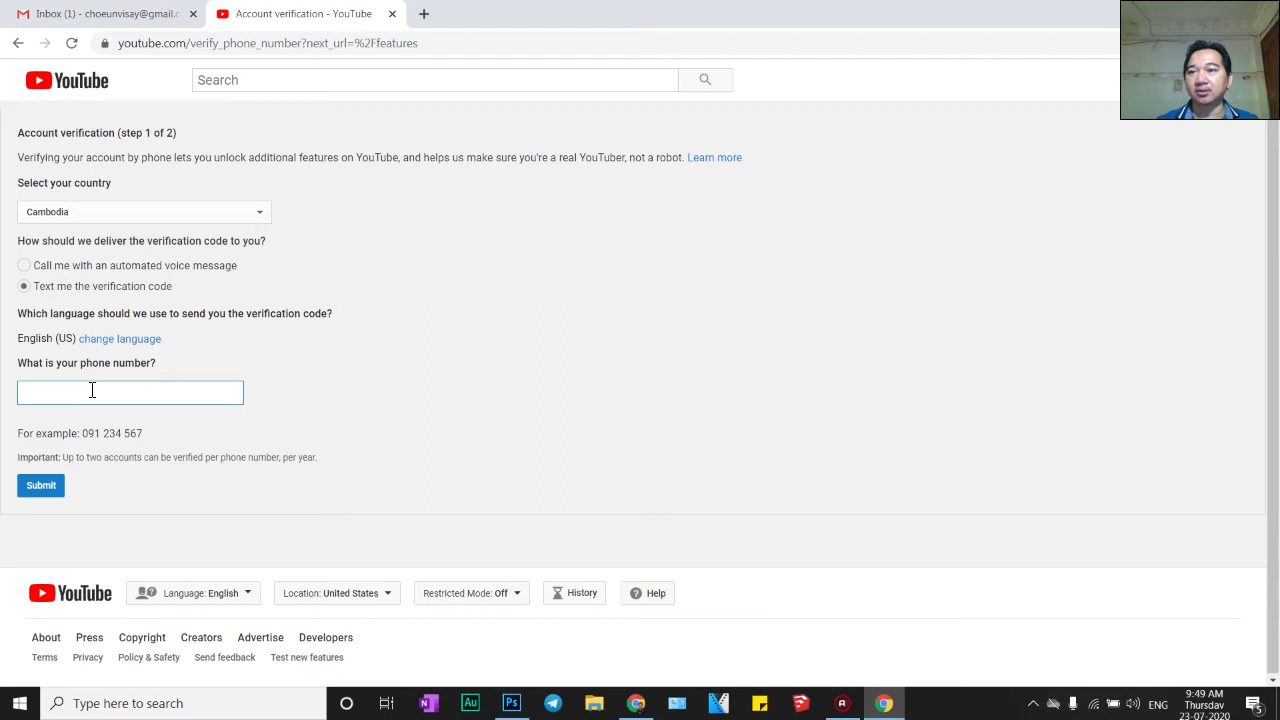 Inbox (1) - choeunvisay@gmail.c
Account verification - YouTube
youtube.com/verify_phone_number?next_url=%2Ffeatures
YouTube
Search
Account verification (step 1 of 2)
Verifying your account by phone lets you unlock additional features on YouTube, and helps us make sure you're a real YouTuber, not a robot. Learn more
Select your country
Cambodia
How should we deliver the verification code to you?
Call me with an automated voice message
Text me the verification code
Which language should we use to send you the verification code?
English (US) change language
What is your phone number?
For example: 091 234 567
Important: Up to two accounts can be verified per phone number, per year.
Submit
YouTube
Language: English
Location: United States
Restricted Mode: Off
History
Help
About Press Copyright Creators Advertise Developers
Terms Privacy Policy & Safety Send feedback Test new features
Type here to search
Au
Ps
ENG
9:49 AM
Thursday
23-07-2020
5